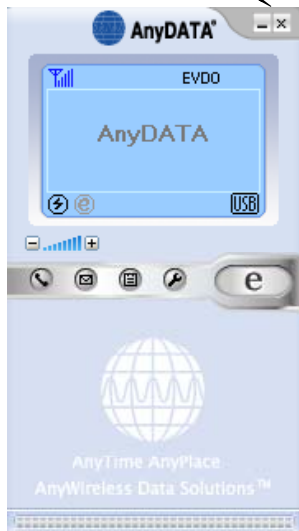 AnyDATA®
EVDO
AnyDATA
e
USB
e
AnyTime AnyPlace
AnyWireless Data Solutions™